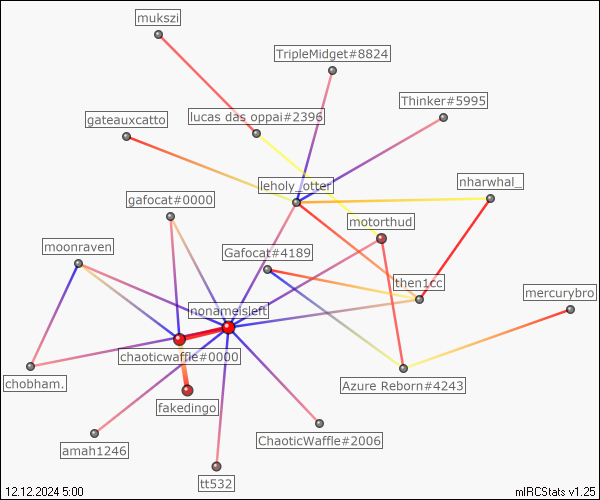 mukszi
TripleMidget#8824
Thinker#5995
lucas das oppai#2396
gateauxcatto
leholy_otter
nharwhal_
gafocat#0000
motorthud
moonraven
Gafocat#4189
then1cc
mercurybro
nonameisleft
chaoticwaffle#0000
chobham.
Azure Reborn#4243
fakedingo
ChaoticWaffle#2006
amah1246
tt532
12.12.2024 5:00
mIRCStats v1.25